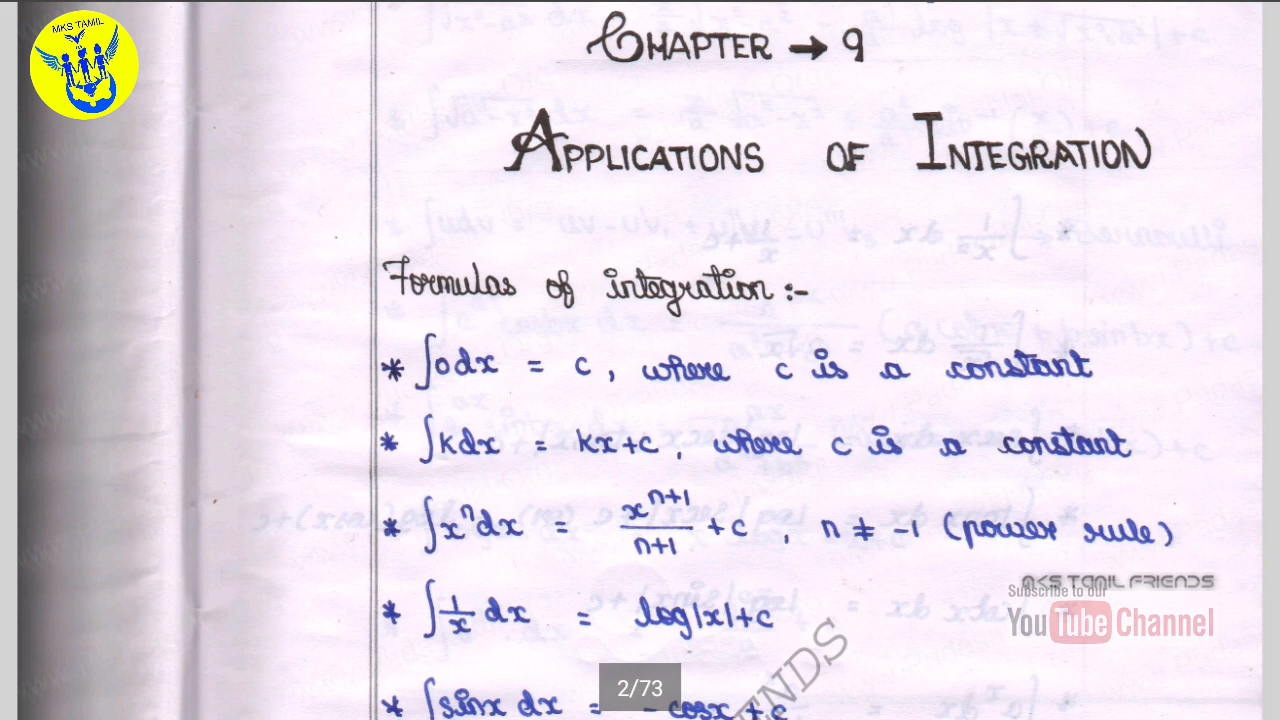 MKS TAMIL
CHAPTER → 9
APPLICATIONS OF INTEGRATION
Formulas of integration :-
* ∫0dx = c, where c is a constant
* ∫kdx = kx+c, where c is a constant
* ∫xⁿdx = xⁿ⁺¹/n+1 + c, n ≠ -1 (power rule)
MKS TAMIL FRIENDS
* ∫1/x dx = log|x|+c
Subscribe to our
YouTube Channel
ENDS
2/73
* ∫sinx dx = -cosx + c